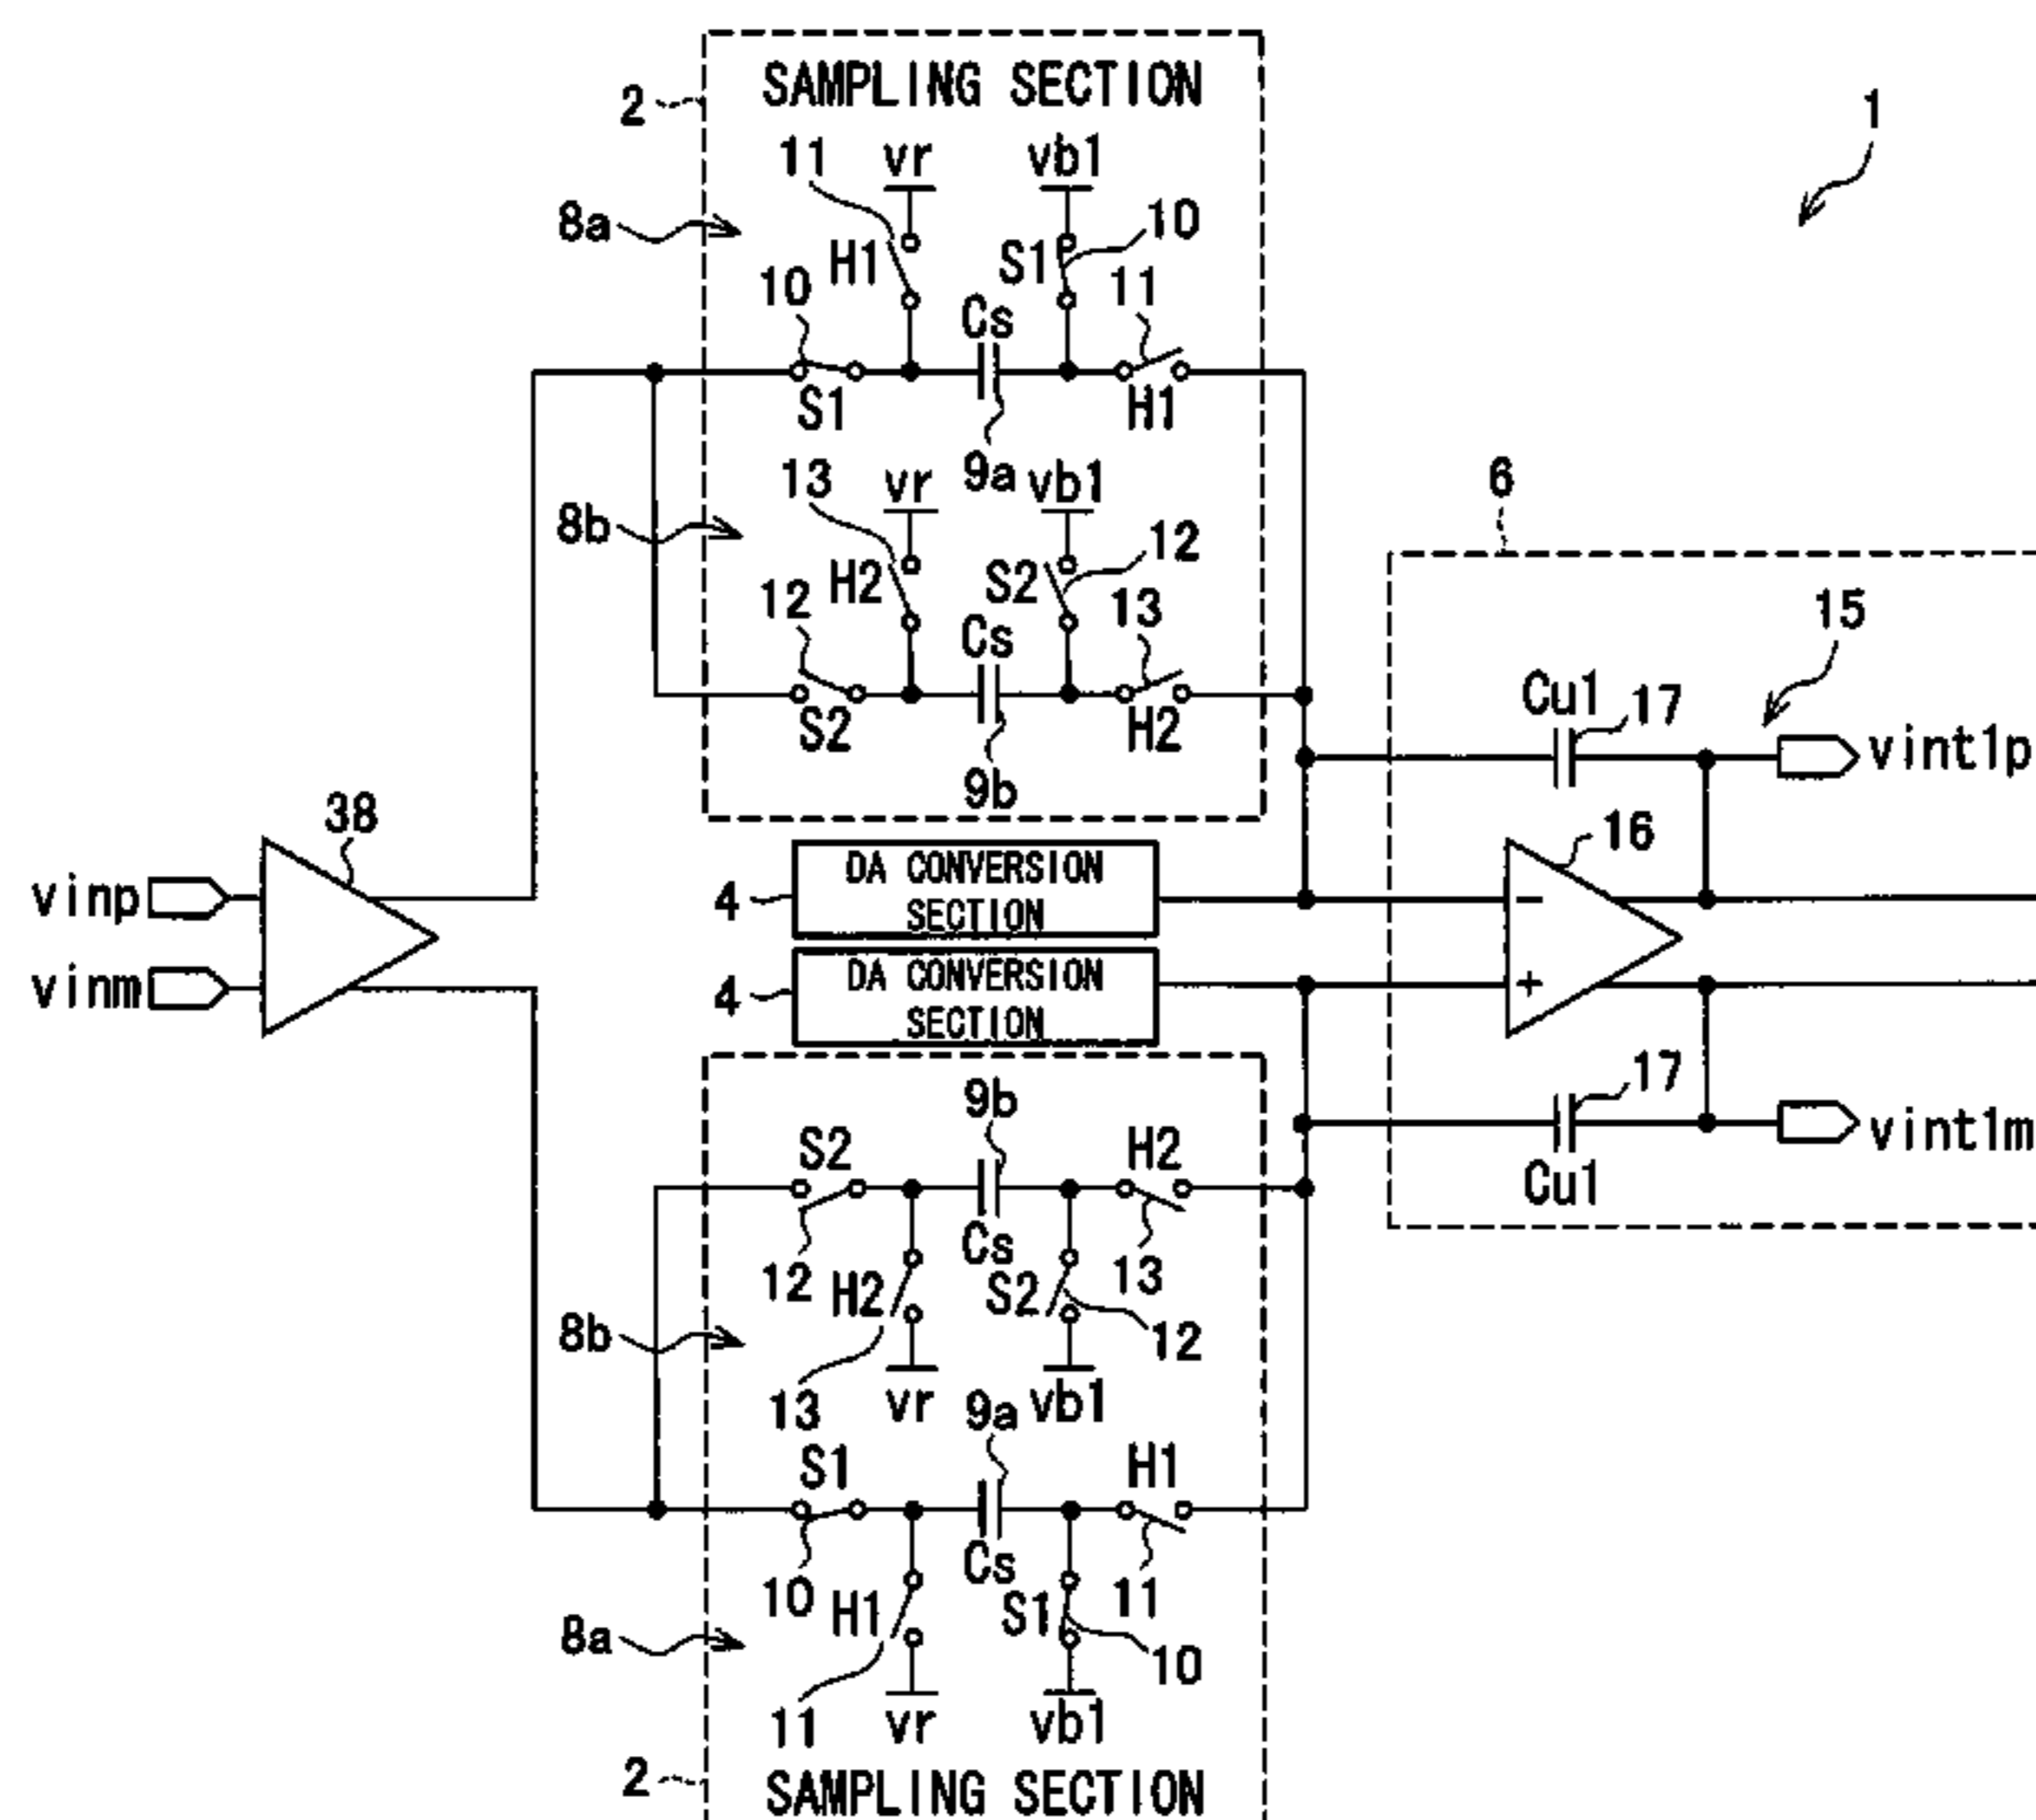 SAMPLING SECTION
2
1
11 vr vb1
8a
10
H1 S1
10 11
Cs
S1 H1
9a
13 vr vb1
6
8b
12
H2 S2
12 13
15
Cs
Cu1 17
S2 H2
vint1p
9b
38
16
DA CONVERSION
SECTION
vinp
4
−
DA CONVERSION
SECTION
vinm
4
+
9b
17
S2 H2
vint1m
Cs
Cu1
12 H2 S2 13
8b
12
13 vr 9a vb1
S1 H1
Cs
10 H1 S1 11
8a
10
11 vr vb1
2
SAMPLING SECTION